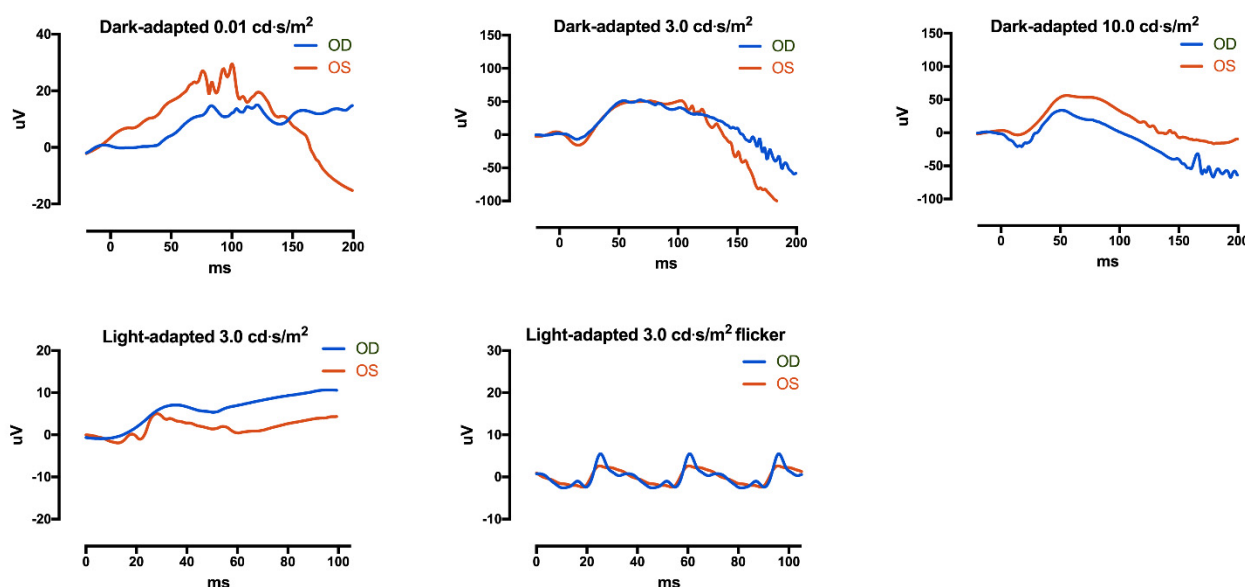 Dark-adapted 0.01 cd·s/m²
OD
OS
40
20
0
-20
uV
0 50 100 150 200
ms
Dark-adapted 3.0 cd·s/m²
OD
OS
150
100
50
0
-50
-100
uV
0 50 100 150 200
ms
Dark-adapted 10.0 cd·s/m²
OD
OS
150
100
50
0
-50
-100
uV
0 50 100 150 200
ms
Light-adapted 3.0 cd·s/m²
OD
OS
20
10
0
-10
-20
uV
0 20 40 60 80 100
ms
Light-adapted 3.0 cd·s/m² flicker
OD
OS
30
20
10
0
-10
uV
0 20 40 60 80 100
ms